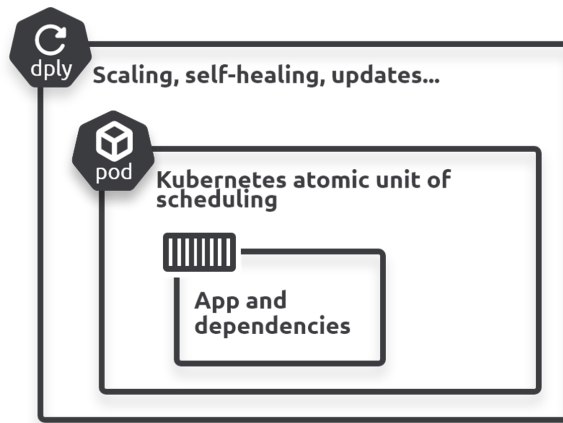 dply
Scaling, self-healing, updates...
pod
Kubernetes atomic unit of
scheduling
App and
dependencies